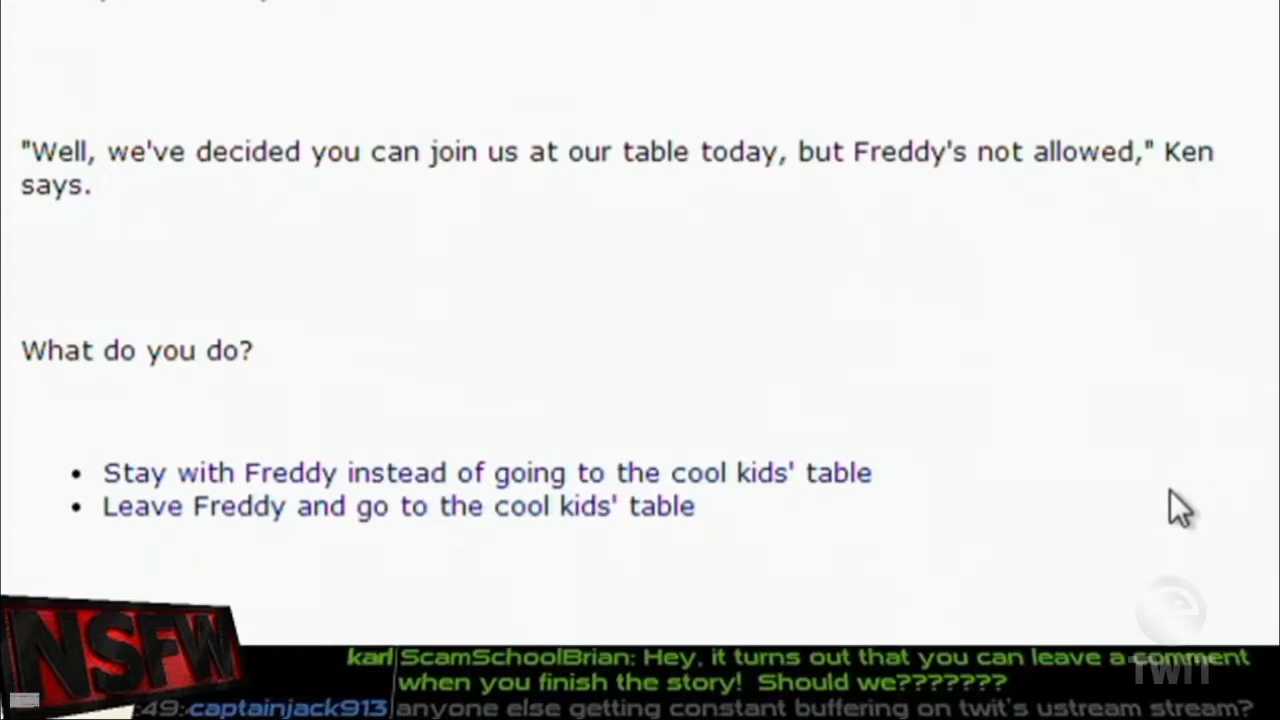 "Well, we've decided you can join us at our table today, but Freddy's not allowed," Ken
says.
What do you do?
• Stay with Freddy instead of going to the cool kids' table
• Leave Freddy and go to the cool kids' table
NSFW
karl ScamSchoolBrian: Hey, it turns out that you can leave a comment
when you finish the story! Should we???????
:49: captainjack913 anyone else getting constant buffering on twit's ustream stream?
TWiT